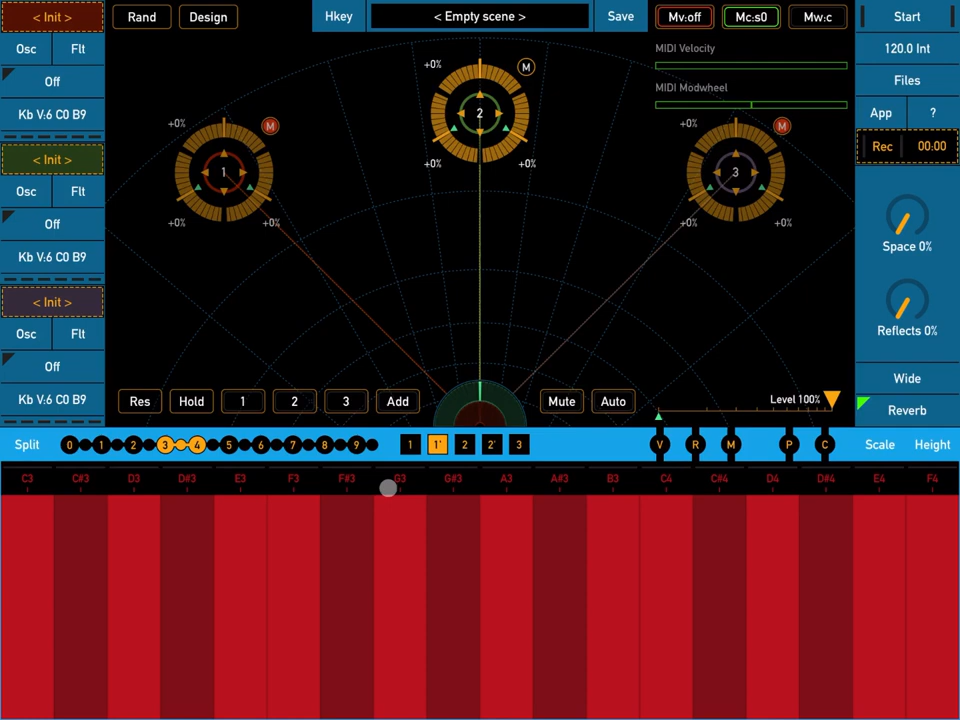 < Init >
Rand
Design
Hkey
< Empty scene >
Save
Mv:off
Mc:s0
Mw:c
Start
Osc
Flt
120.0 Int
MIDI Velocity
+0%
M
2
+0%
+0%
Off
Files
MIDI Modwheel
Kb V:6 C0 B9
App
?
+0%
M
1
+0%
+0%
+0%
M
3
+0%
+0%
Rec
00:00
< Init >
Osc
Flt
Off
Space 0%
Kb V:6 C0 B9
< Init >
Osc
Flt
Reflects 0%
Off
Wide
Kb V:6 C0 B9
Res
Hold
1
2
3
Add
Mute
Auto
Level 100%
Reverb
Split
0 1 2 3 4 5 6 7 8 9
1 1' 2 2' 3
V R M P C
Scale
Height
C3 C#3 D3 D#3 E3 F3 F#3 G3 G#3 A3 A#3 B3 C4 C#4 D4 D#4 E4 F4